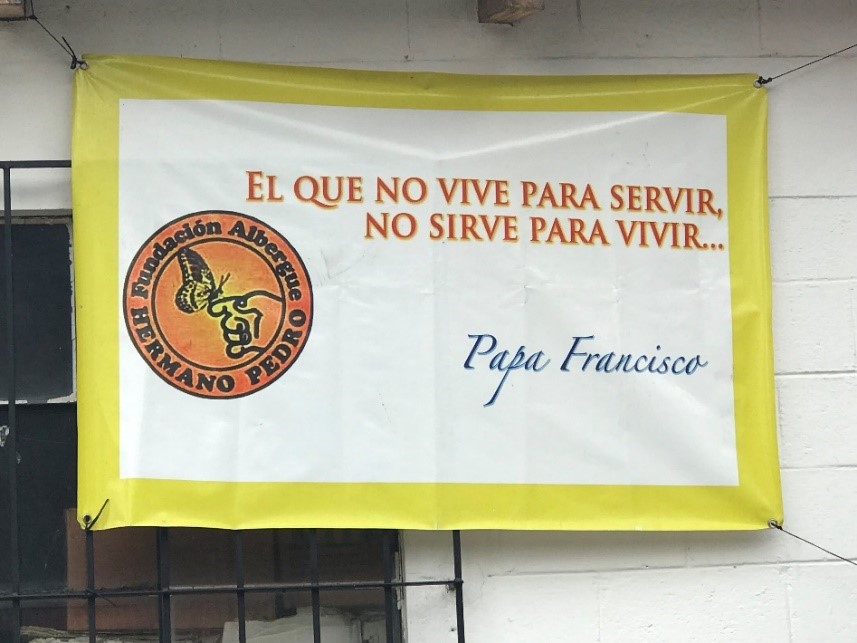 EL QUE NO VIVE PARA SERVIR,
NO SIRVE PARA VIVIR...
Fundación Albergue
HERMANO PEDRO
Papa Francisco